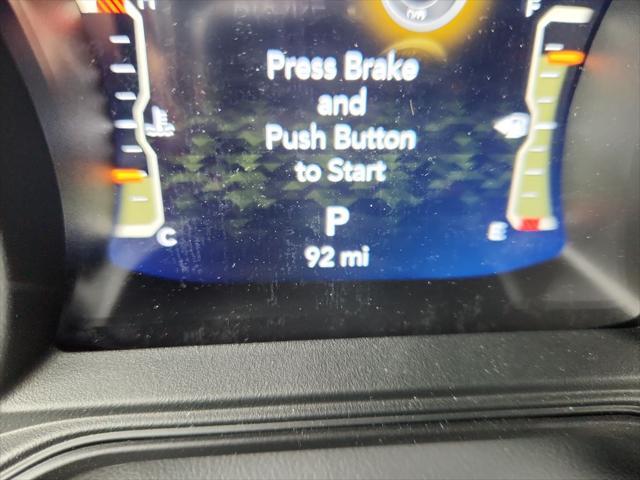 H F
Press Brake
and
Push Button
to Start
P
C E
92 mi